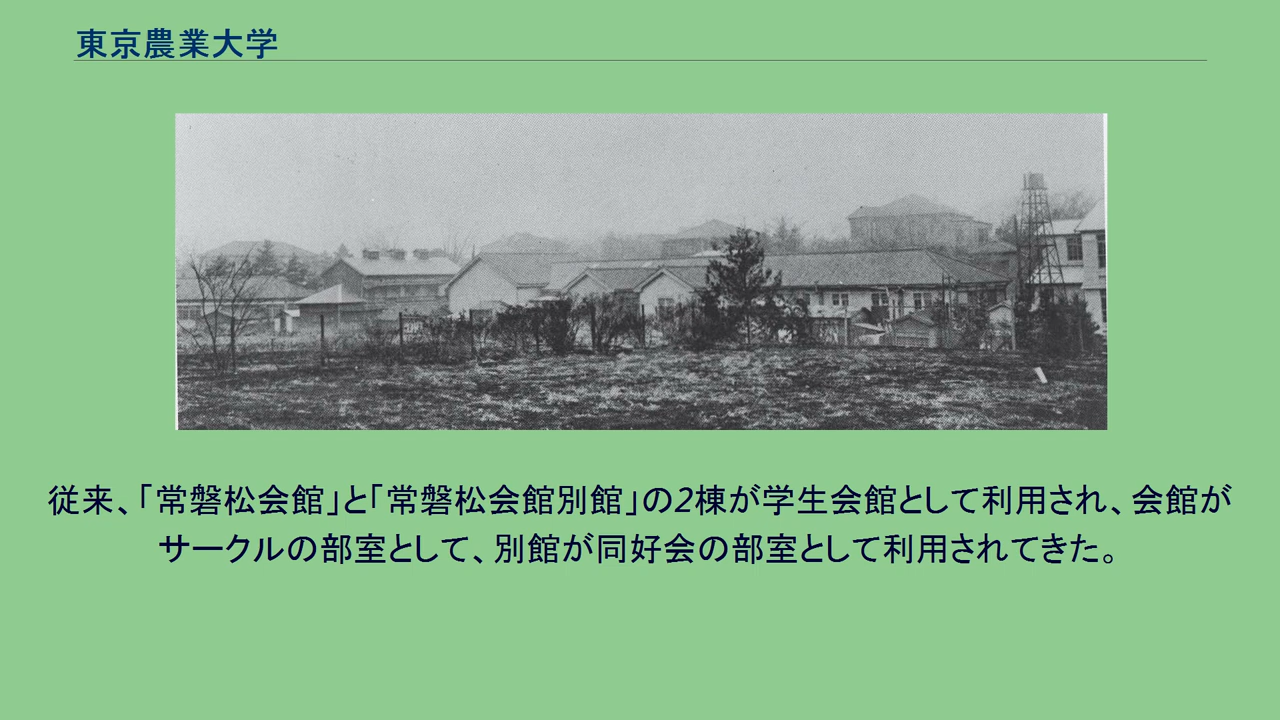 東京農業大学
従来、「常磐松会館」と「常磐松会館別館」の2棟が学生会館として利用され、会館が
サークルの部室として、別館が同好会の部室として利用されてきた。